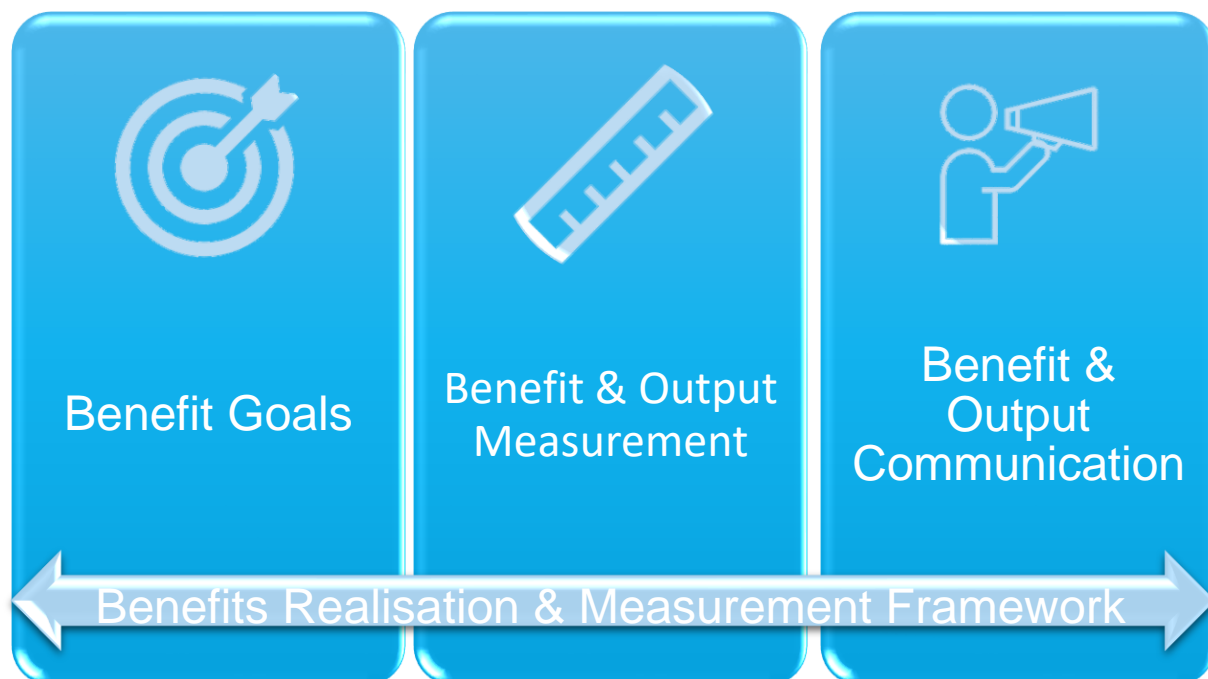 Benefit Goals
Benefit & Output
Measurement
Benefit &
Output
Communication
Benefits Realisation & Measurement Framework